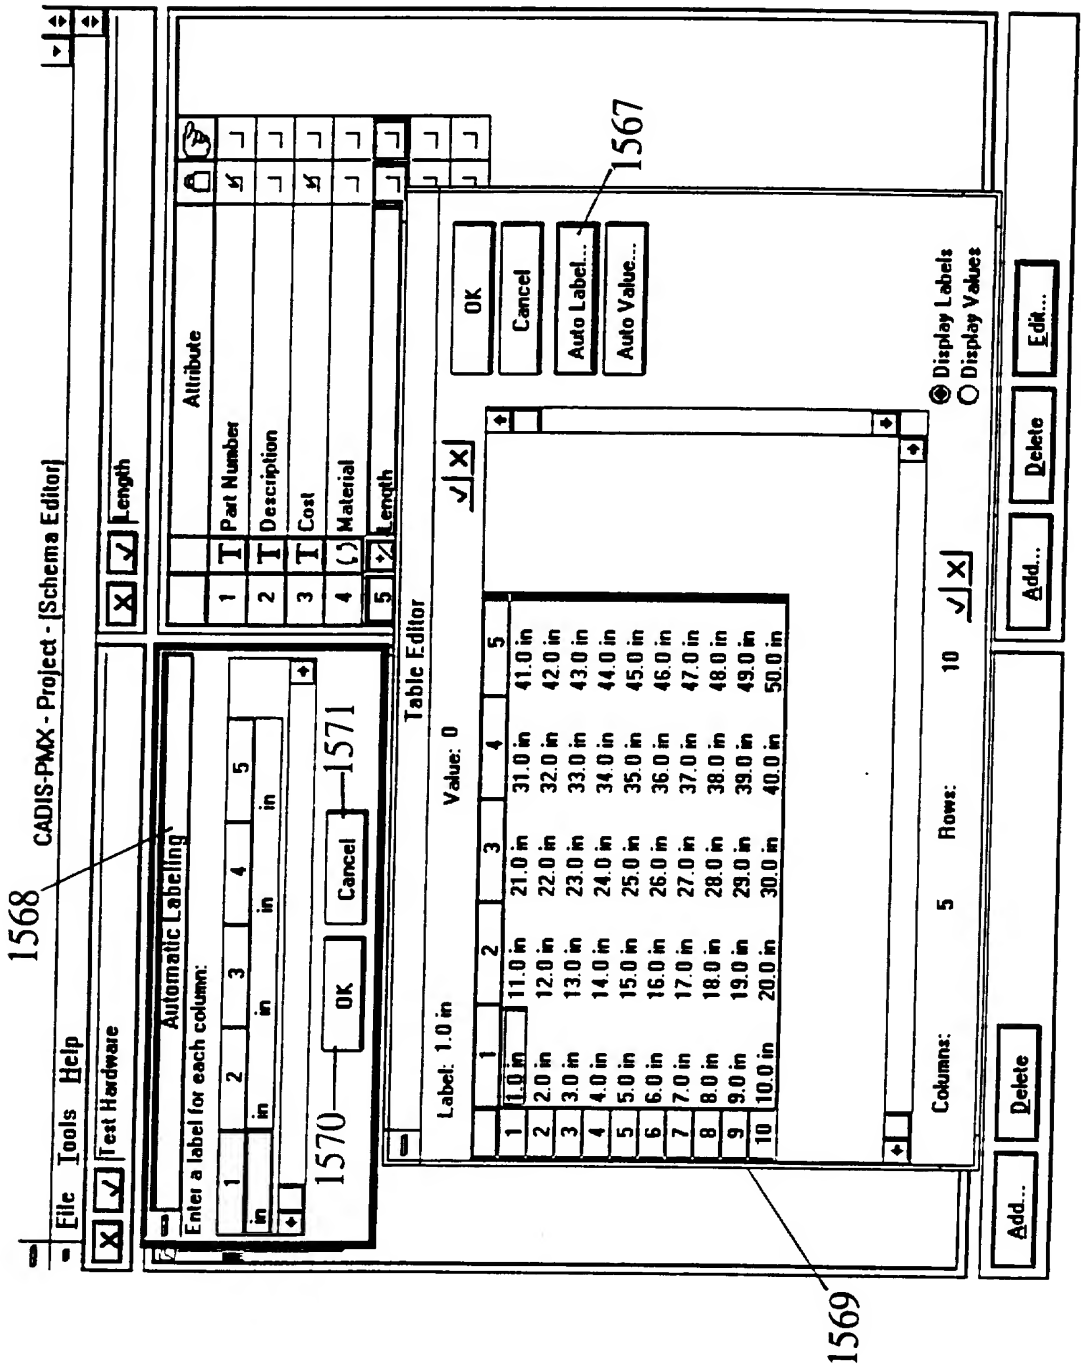 1568
CADIS-PMX - Project - [Schema Editor]
File Tools Help
Test Hardware
Length
Automatic Labeling
Enter a label for each column:
1 2 3 4 5
in in in in in
1570
OK
Cancel
1571
Attribute
1 T Part Number
2 T Description
3 T Cost
4 Material
5 Length
Table Editor
Label: 1.0 in
Value: 0
1 2 3 4 5
1 1.0 in 11.0 in 21.0 in 31.0 in 41.0 in
2 2.0 in 12.0 in 22.0 in 32.0 in 42.0 in
3 3.0 in 13.0 in 23.0 in 33.0 in 43.0 in
4 4.0 in 14.0 in 24.0 in 34.0 in 44.0 in
5 5.0 in 15.0 in 25.0 in 35.0 in 45.0 in
6 6.0 in 16.0 in 26.0 in 36.0 in 46.0 in
7 7.0 in 17.0 in 27.0 in 37.0 in 47.0 in
8 8.0 in 18.0 in 28.0 in 38.0 in 48.0 in
9 9.0 in 19.0 in 29.0 in 39.0 in 49.0 in
10 10.0 in 20.0 in 30.0 in 40.0 in 50.0 in
OK
Cancel
Auto Label...
Auto Value...
1567
Display Labels
Display Values
Columns: 5 Rows: 10
1569
Add... Delete
Add... Delete Edit...